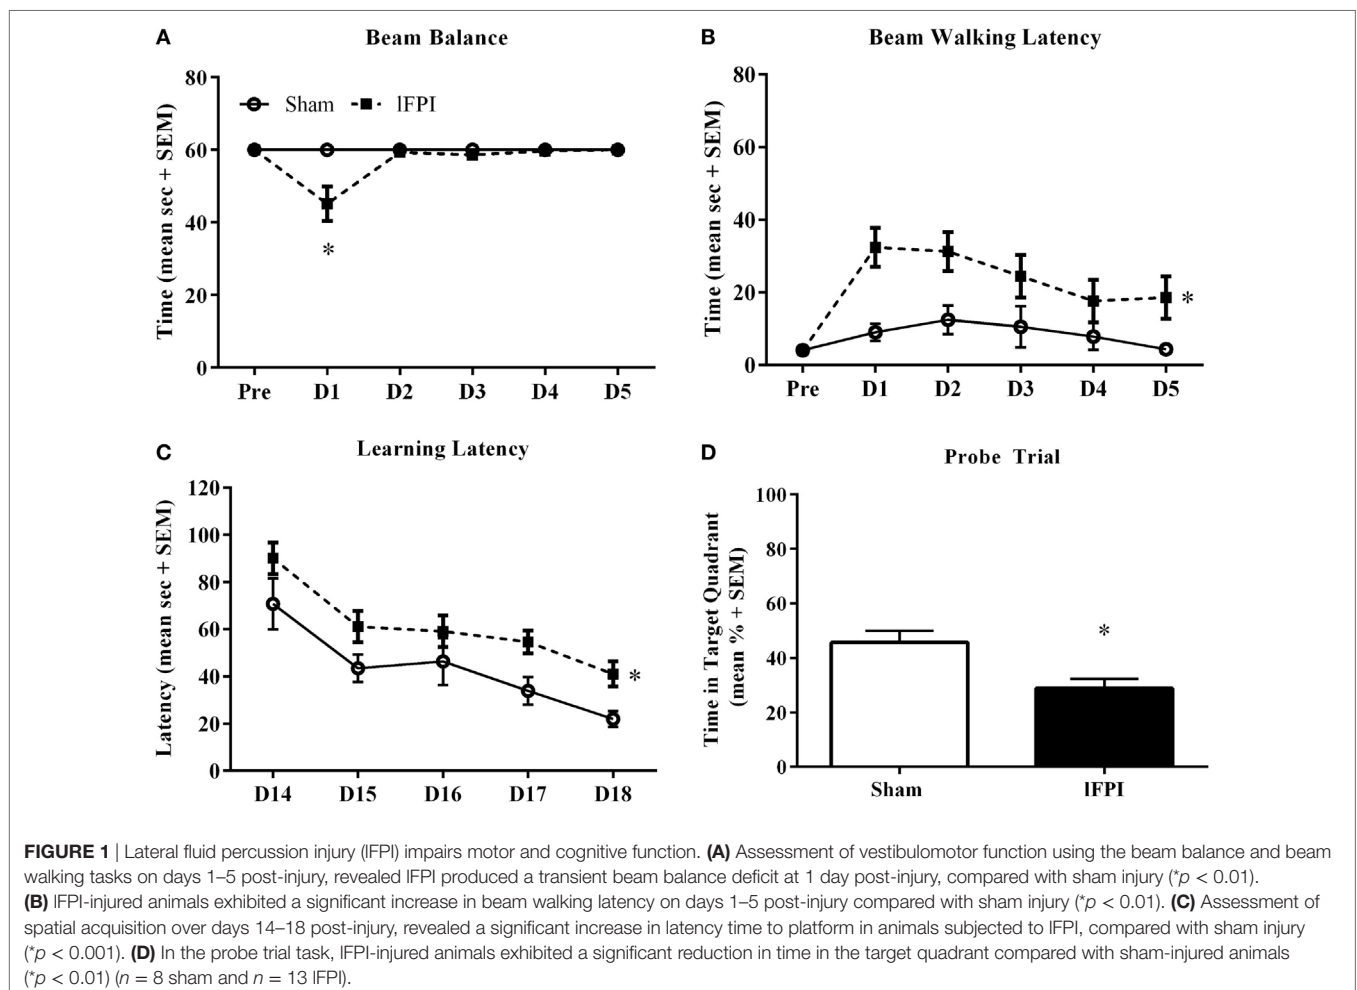 A
Beam Balance
Time (mean sec + SEM)
80
60
40
20
0
Sham
lFPI
*
Pre D1 D2 D3 D4 D5
B
Beam Walking Latency
Time (mean sec + SEM)
80
60
40
20
0
*
Pre D1 D2 D3 D4 D5
C
Learning Latency
Latency (mean sec + SEM)
120
100
80
60
40
20
0
*
D14 D15 D16 D17 D18
D
Probe Trial
Time in Target Quadrant
(mean % + SEM)
100
80
60
40
20
0
*
Sham lFPI
FIGURE 1 | Lateral fluid percussion injury (lFPI) impairs motor and cognitive function. (A) Assessment of vestibulomotor function using the beam balance and beam
walking tasks on days 1–5 post-injury, revealed lFPI produced a transient beam balance deficit at 1 day post-injury, compared with sham injury (*p < 0.01).
(B) lFPI-injured animals exhibited a significant increase in beam walking latency on days 1–5 post-injury compared with sham injury (*p < 0.01). (C) Assessment of
spatial acquisition over days 14–18 post-injury, revealed a significant increase in latency time to platform in animals subjected to lFPI, compared with sham injury
(*p < 0.001). (D) In the probe trial task, lFPI-injured animals exhibited a significant reduction in time in the target quadrant compared with sham-injured animals
(*p < 0.01) (n = 8 sham and n = 13 lFPI).